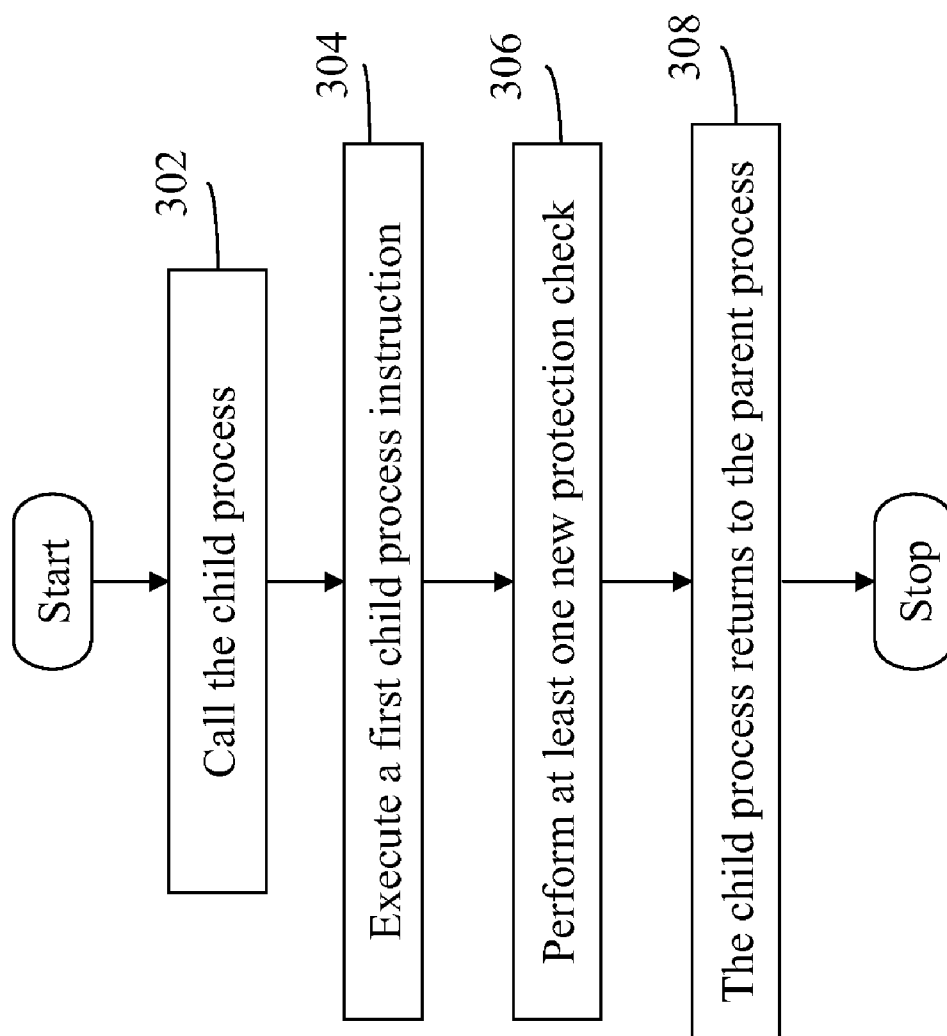 Start
302
Call the child process
304
Execute a first child process instruction
306
Perform at least one new protection check
308
The child process returns to the parent process
Stop